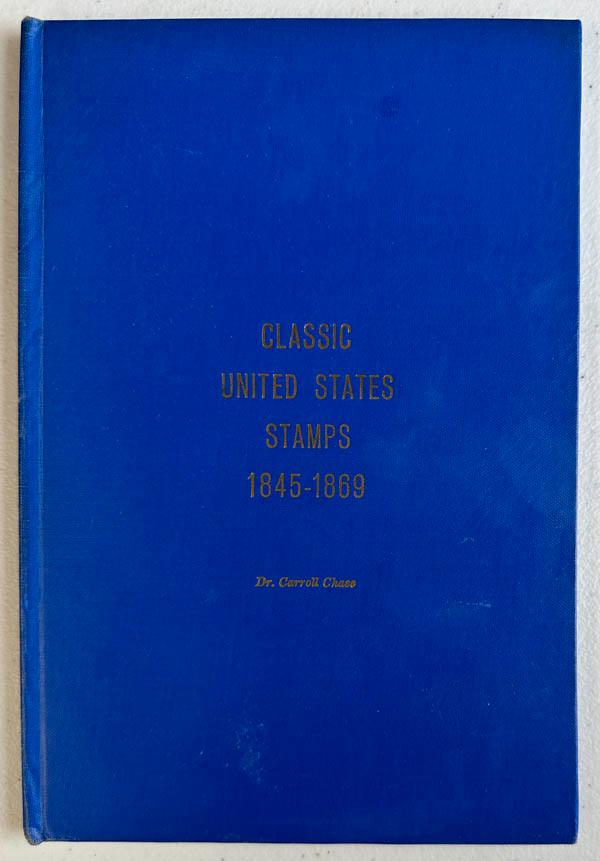 CLASSIC
UNITED STATES
STAMPS
1845-1869
Dr. Carroll Chase